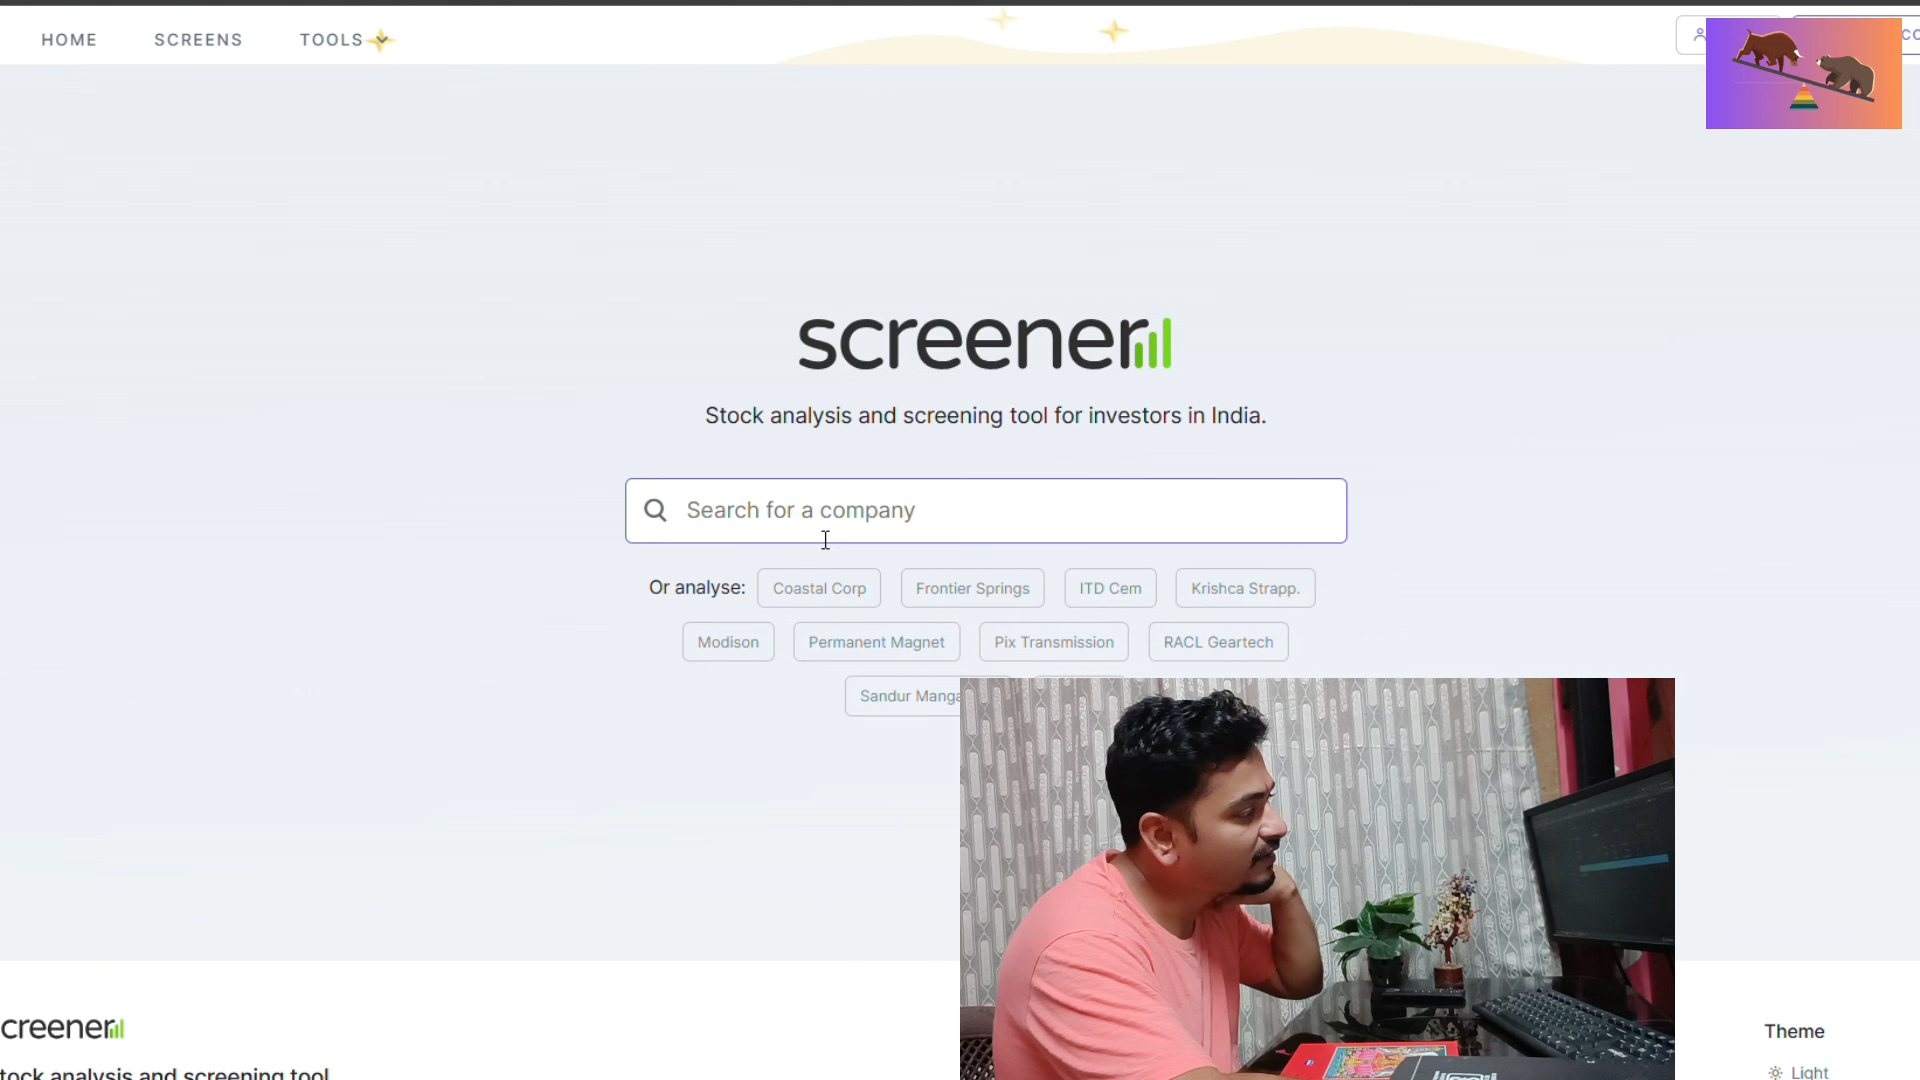 HOME SCREENS TOOLS
screener
Stock analysis and screening tool for investors in India.
Search for a company
Or analyse: Coastal Corp Frontier Springs ITD Cem Krishca Strapp.
Modison Permanent Magnet Pix Transmission RACL Geartech
Sandur Manga
creener
Theme
tock analysis and screening tool
Light